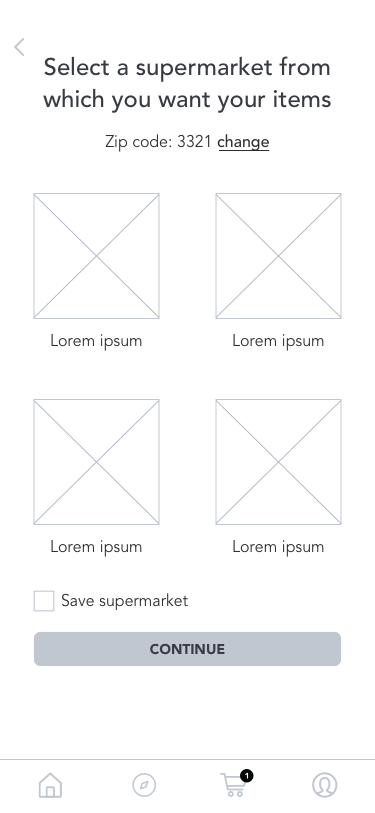 Select a supermarket from
which you want your items
Zip code: 3321 change
Lorem ipsum
Lorem ipsum
Lorem ipsum
Lorem ipsum
Save supermarket
CONTINUE
1